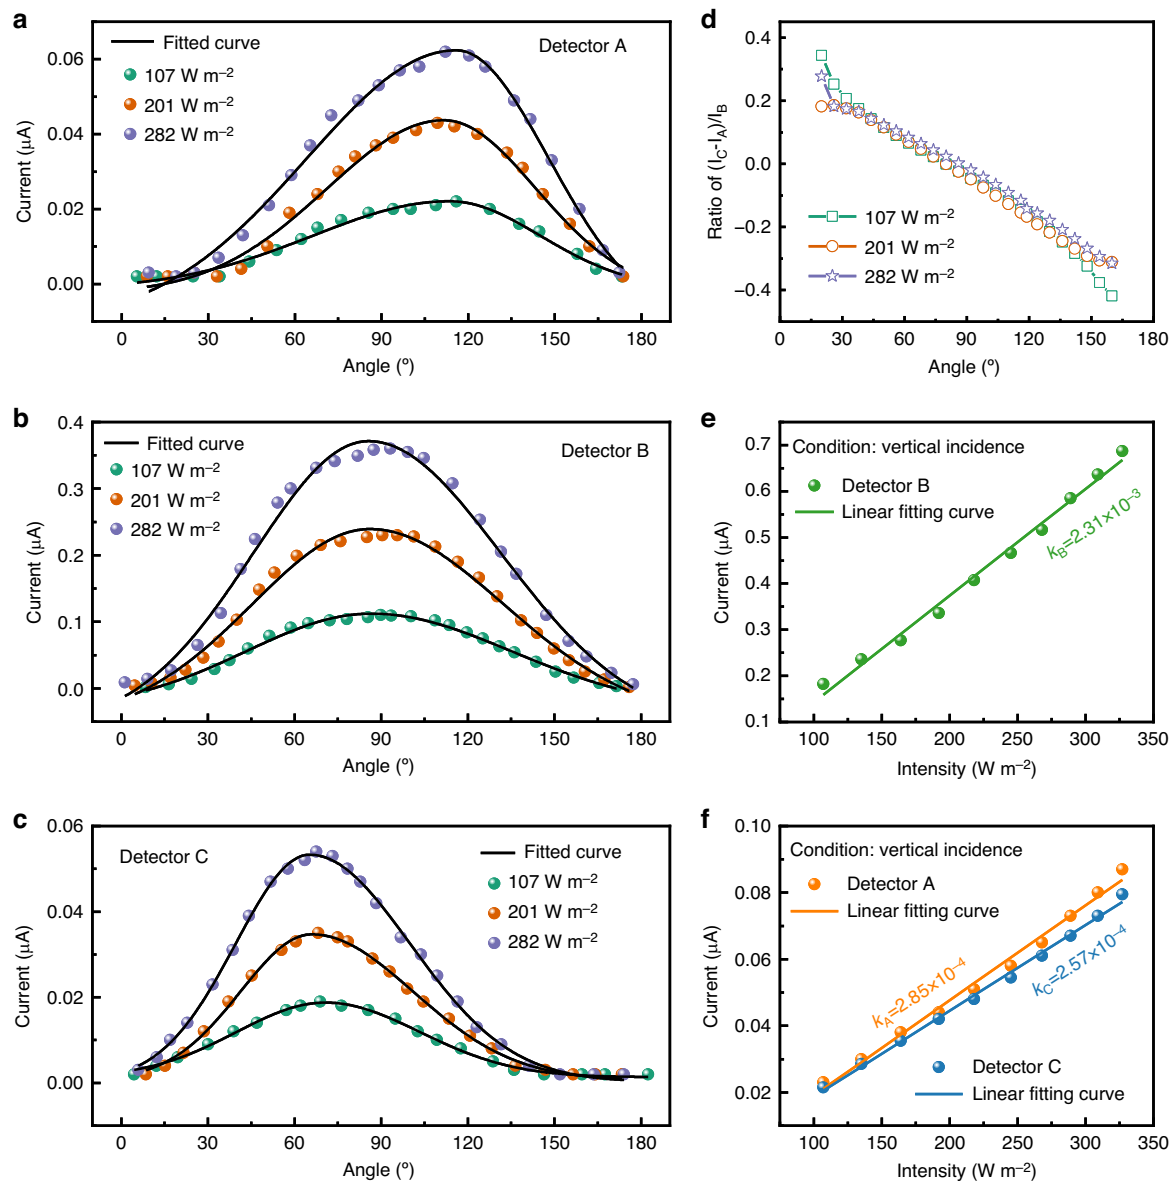 a
Fitted curve
Detector A
107 W m⁻²
201 W m⁻²
282 W m⁻²
0.06
0.04
0.02
0.00
Current (μA)
0 30 60 90 120 150 180
Angle (º)
b
Fitted curve
Detector B
107 W m⁻²
201 W m⁻²
282 W m⁻²
0.4
0.3
0.2
0.1
0.0
Current (μA)
0 30 60 90 120 150 180
Angle (º)
c
Detector C
Fitted curve
107 W m⁻²
201 W m⁻²
282 W m⁻²
0.06
0.04
0.02
0.00
Current (μA)
0 30 60 90 120 150 180
Angle (º)
d
0.4
0.2
0.0
−0.2
−0.4
Ratio of (I_C-I_A)/I_B
107 W m⁻²
201 W m⁻²
282 W m⁻²
0 30 60 90 120 150 180
Angle (º)
e
Condition: vertical incidence
Detector B
Linear fitting curve
k_B=2.31×10⁻³
0.7
0.6
0.5
0.4
0.3
0.2
0.1
Current (μA)
100 150 200 250 300 350
Intensity (W m⁻²)
f
Condition: vertical incidence
Detector A
Linear fitting curve
k_A=2.85×10⁻⁴
k_C=2.57×10⁻⁴
Detector C
Linear fitting curve
0.10
0.08
0.06
0.04
0.02
Current (μA)
100 150 200 250 300 350
Intensity (W m⁻²)